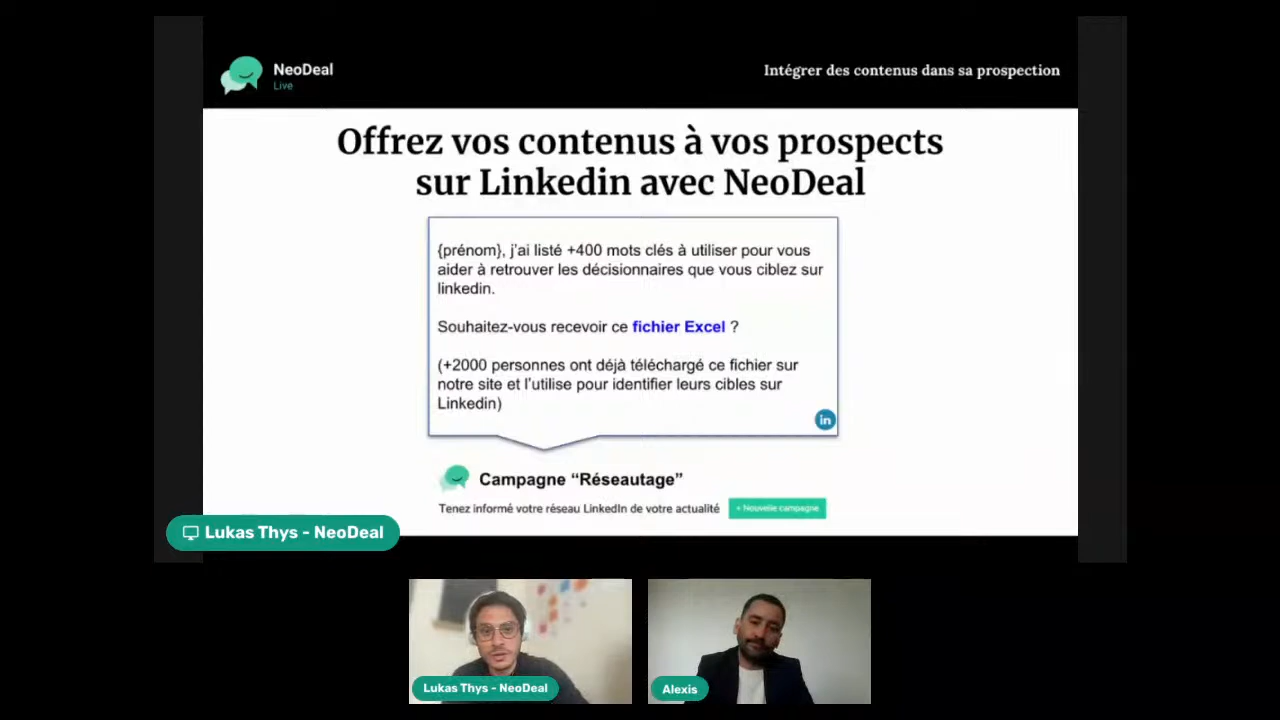 NeoDeal
Live
Intégrer des contenus dans sa prospection
Offrez vos contenus à vos prospects
sur Linkedin avec NeoDeal
{prénom}, j'ai listé +400 mots clés à utiliser pour vous
aider à retrouver les décisionnaires que vous ciblez sur
linkedin.
Souhaitez-vous recevoir ce fichier Excel ?
(+2000 personnes ont déjà téléchargé ce fichier sur
notre site et l'utilise pour identifier leurs cibles sur
Linkedin)
in
Campagne “Réseautage”
Tenez informé votre réseau LinkedIn de votre actualité
+ Nouvelle campagne
Lukas Thys - NeoDeal
Lukas Thys - NeoDeal
Alexis